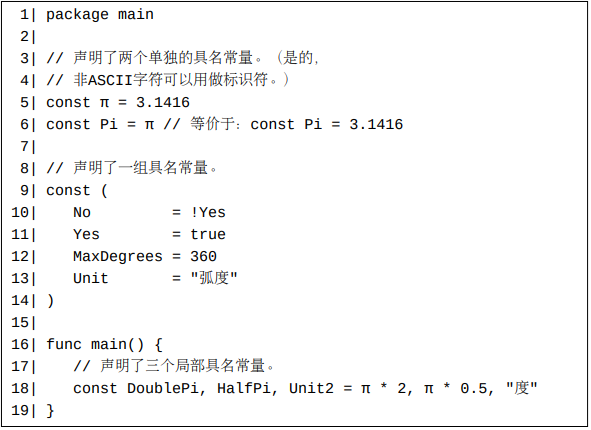 1| package main
 2|
 3| // 声明了两个单独的具名常量。（是的，
 4| // 非ASCII字符可以用做标识符。）
 5| const π = 3.1416
 6| const Pi = π // 等价于：const Pi = 3.1416
 7|
 8| // 声明了一组具名常量。
 9| const (
10|    No         = !Yes
11|    Yes        = true
12|    MaxDegrees = 360
13|    Unit       = "弧度"
14| )
15|
16| func main() {
17|    // 声明了三个局部具名常量。
18|    const DoublePi, HalfPi, Unit2 = π * 2, π * 0.5, "度"
19| }